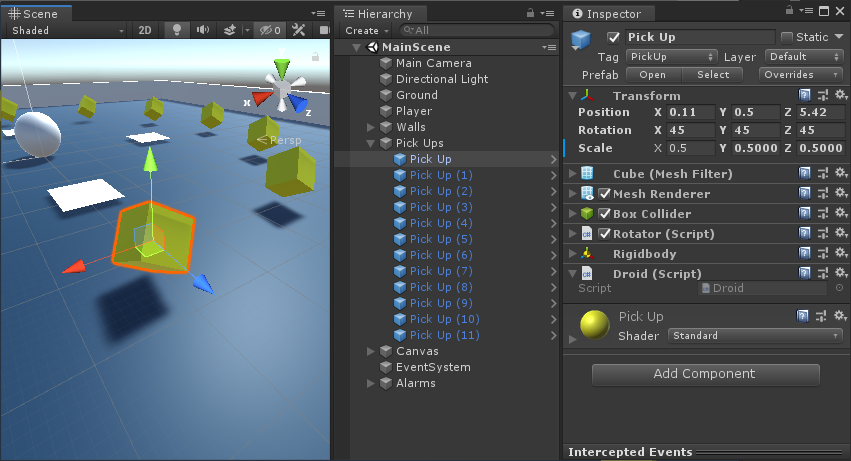 Scene
Shaded
2D
0
Y
X
Z
Persp
Hierarchy
Create
All
MainScene
Main Camera
Directional Light
Ground
Player
Walls
Pick Ups
Pick Up
Pick Up (1)
Pick Up (2)
Pick Up (3)
Pick Up (4)
Pick Up (5)
Pick Up (6)
Pick Up (7)
Pick Up (8)
Pick Up (9)
Pick Up (10)
Pick Up (11)
Canvas
EventSystem
Alarms
Inspector
Pick Up Static
Tag PickUp Layer Default
Prefab Open Select Overrides
Transform
Position X 0.11 Y 0.5 Z 5.42
Rotation X 45 Y 45 Z 45
Scale X 0.5 Y 0.5000 Z 0.5000
Cube (Mesh Filter)
Mesh Renderer
Box Collider
Rotator (Script)
Rigidbody
Droid (Script)
Script Droid
Pick Up
Shader Standard
Add Component
Intercepted Events